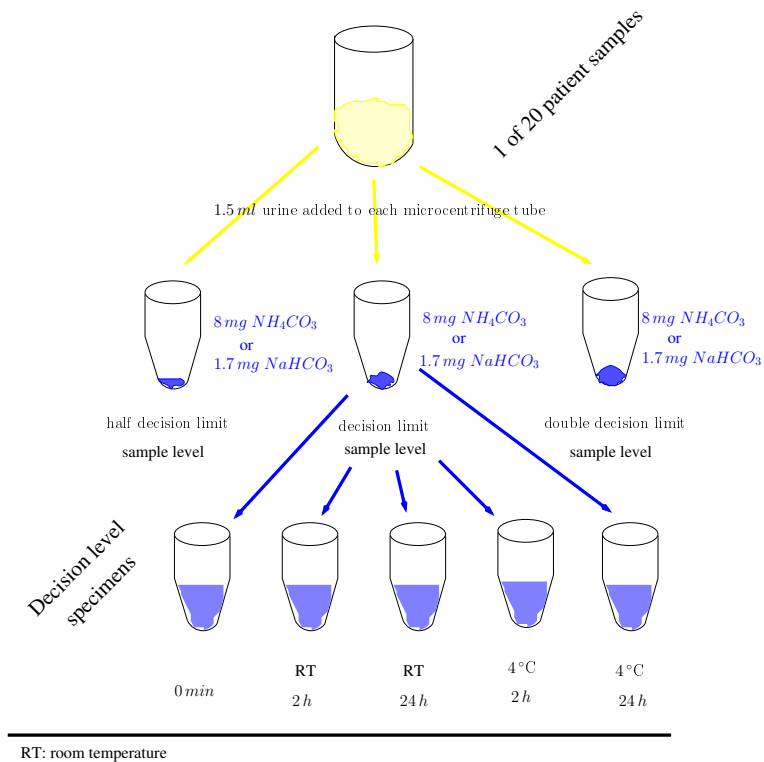 1 of 20 patient samples
1.5 ml urine added to each microcentrifuge tube
8 mg NH₄CO₃
or
1.7 mg NaHCO₃
8 mg NH₄CO₃
or
1.7 mg NaHCO₃
8 mg NH₄CO₃
or
1.7 mg NaHCO₃
half decision limit
sample level
decision limit
sample level
double decision limit
sample level
Decision level
specimens
0 min
RT
2 h
RT
24 h
4 °C
2 h
4 °C
24 h
RT: room temperature